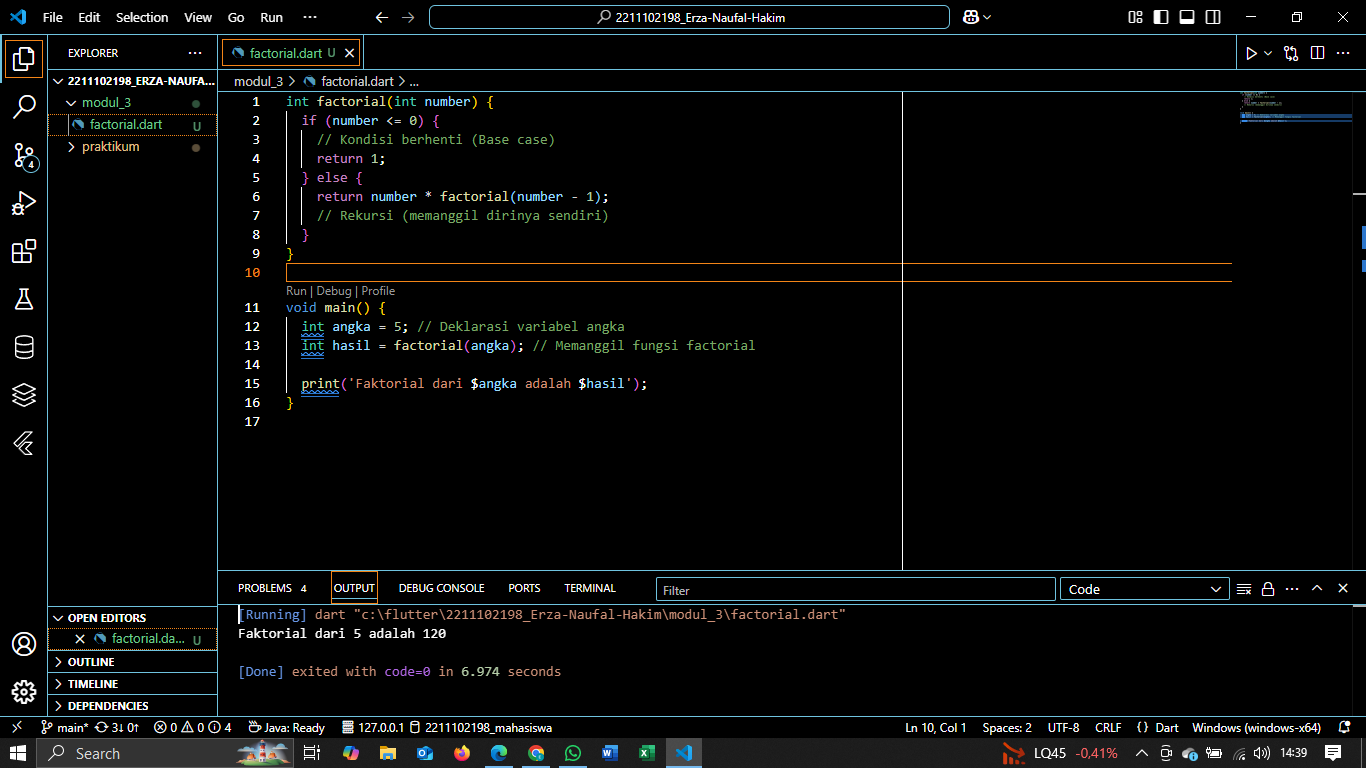 File Edit Selection View Go Run ··· 2211102198_Erza-Naufal-Hakim
EXPLORER ···
2211102198_ERZA-NAUFA...
modul_3
factorial.dart U
praktikum
4
factorial.dart U
modul_3 > factorial.dart > ...
1 int factorial(int number) {
2 if (number <= 0) {
3 // Kondisi berhenti (Base case)
4 return 1;
5 } else {
6 return number * factorial(number - 1);
7 // Rekursi (memanggil dirinya sendiri)
8 }
9 }
10
Run | Debug | Profile
11 void main() {
12 int angka = 5; // Deklarasi variabel angka
13 int hasil = factorial(angka); // Memanggil fungsi factorial
14
15 print('Faktorial dari $angka adalah $hasil');
16 }
17
PROBLEMS 4 OUTPUT DEBUG CONSOLE PORTS TERMINAL Filter Code
[Running] dart "c:\flutter\2211102198_Erza-Naufal-Hakim\modul_3\factorial.dart"
Faktorial dari 5 adalah 120
[Done] exited with code=0 in 6.974 seconds
OPEN EDITORS
factorial.da... U
OUTLINE
TIMELINE
DEPENDENCIES
main* 3↓ 0↑ 0 0 4 Java: Ready 127.0.0.1 2211102198_mahasiswa Ln 10, Col 1 Spaces: 2 UTF-8 CRLF {} Dart Windows (windows-x64)
Search LQ45 -0,41% 14:39